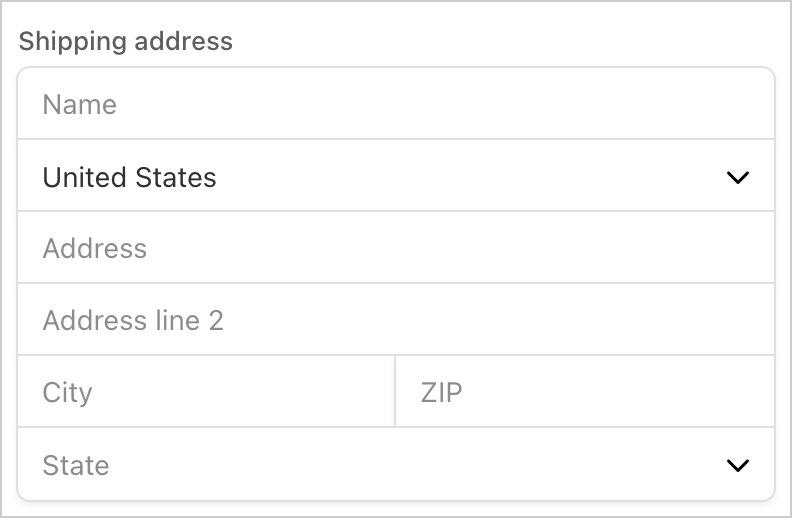 Shipping address
Name
United States
Address
Address line 2
City
ZIP
State